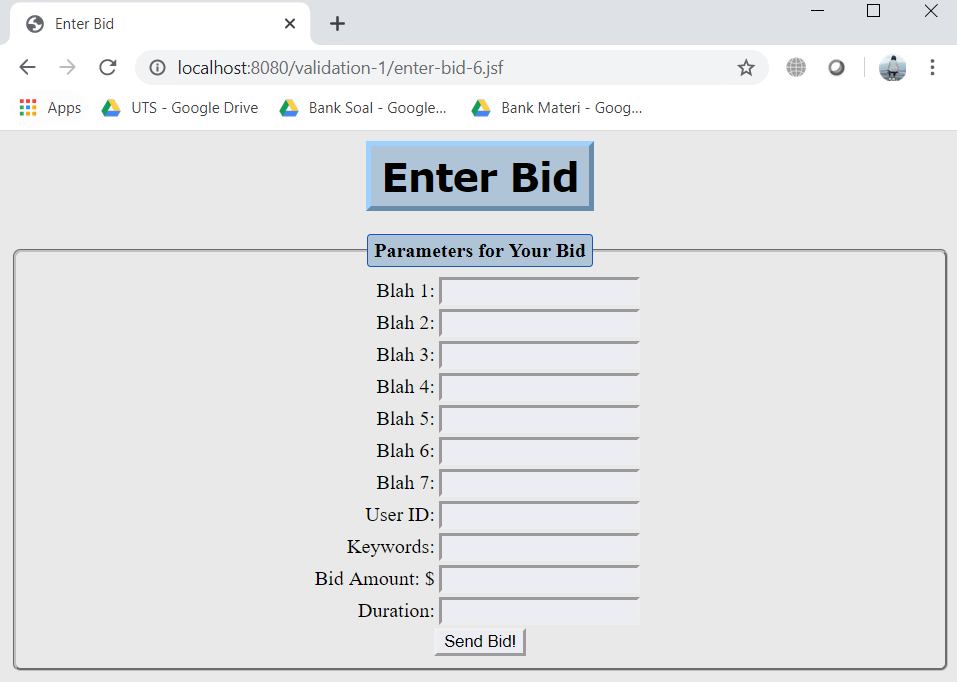 Enter Bid
localhost:8080/validation-1/enter-bid-6.jsf
Apps UTS - Google Drive Bank Soal - Google... Bank Materi - Goog...
Enter Bid
Parameters for Your Bid
Blah 1:
Blah 2:
Blah 3:
Blah 4:
Blah 5:
Blah 6:
Blah 7:
User ID:
Keywords:
Bid Amount: $
Duration:
Send Bid!